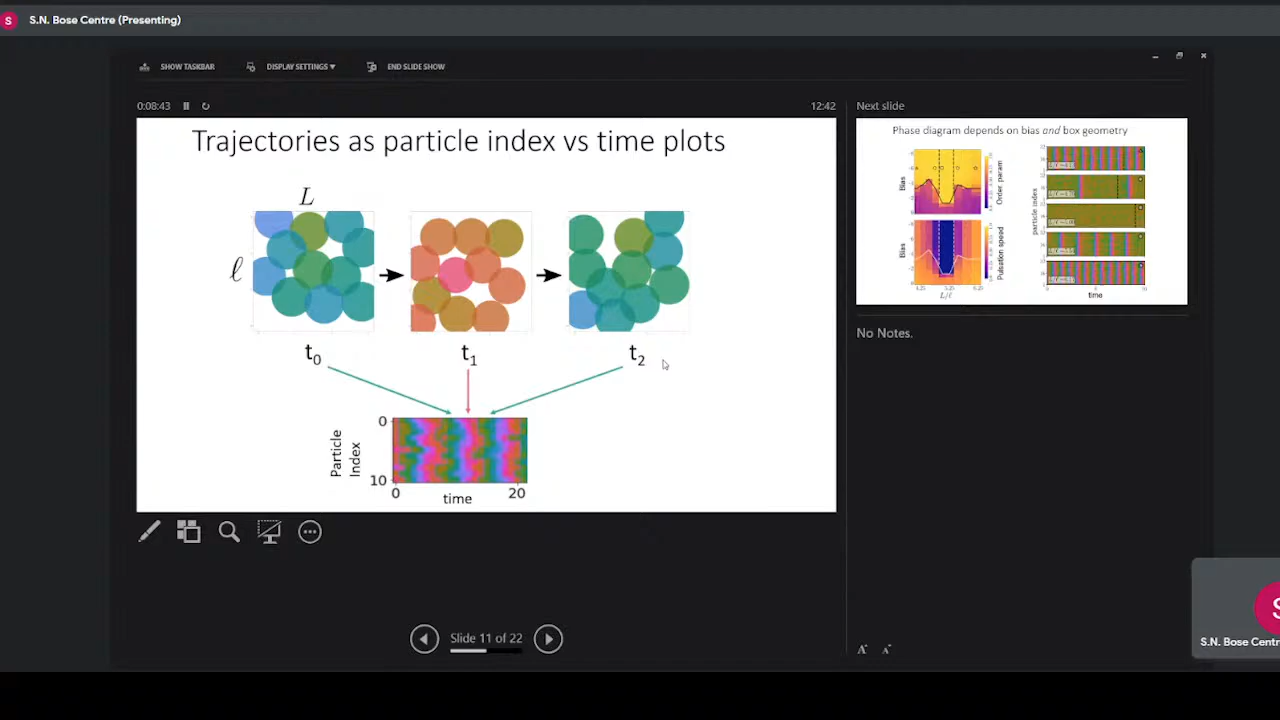 S
S.N. Bose Centre (Presenting)
SHOW TASKBAR
DISPLAY SETTINGS ▾
END SLIDE SHOW
0:08:43
12:42
Next slide
Trajectories as particle index vs time plots
L
ℓ
t0
t1
t2
Particle
Index
0
10
0
20
time
Phase diagram depends on bias and box geometry
Bias
Order. param
Bias
Pulsation speed
L/ℓ
particle index
time
No Notes.
Slide 11 of 22
A
A
S
S.N. Bose Centr